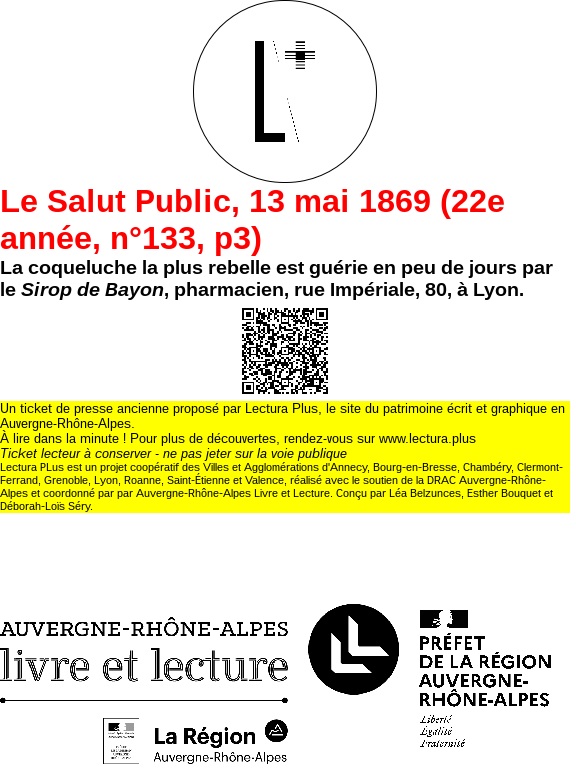 L+
Le Salut Public, 13 mai 1869 (22e
année, n°133, p3)
La coqueluche la plus rebelle est guérie en peu de jours par
le Sirop de Bayon, pharmacien, rue Impériale, 80, à Lyon.
Un ticket de presse ancienne proposé par Lectura Plus, le site du patrimoine écrit et graphique en
Auvergne-Rhône-Alpes.
À lire dans la minute ! Pour plus de découvertes, rendez-vous sur www.lectura.plus
Ticket lecteur à conserver - ne pas jeter sur la voie publique
Lectura PLus est un projet coopératif des Villes et Agglomérations d'Annecy, Bourg-en-Bresse, Chambéry, Clermont-
Ferrand, Grenoble, Lyon, Roanne, Saint-Étienne et Valence, réalisé avec le soutien de la DRAC Auvergne-Rhône-
Alpes et coordonné par par Auvergne-Rhône-Alpes Livre et Lecture. Conçu par Léa Belzunces, Esther Bouquet et
Déborah-Loïs Séry.
AUVERGNE-RHÔNE-ALPES
livre et lecture
La Région
Auvergne-Rhône-Alpes
PRÉFET
DE LA RÉGION
AUVERGNE-
RHÔNE-ALPES
Liberté
Égalité
Fraternité